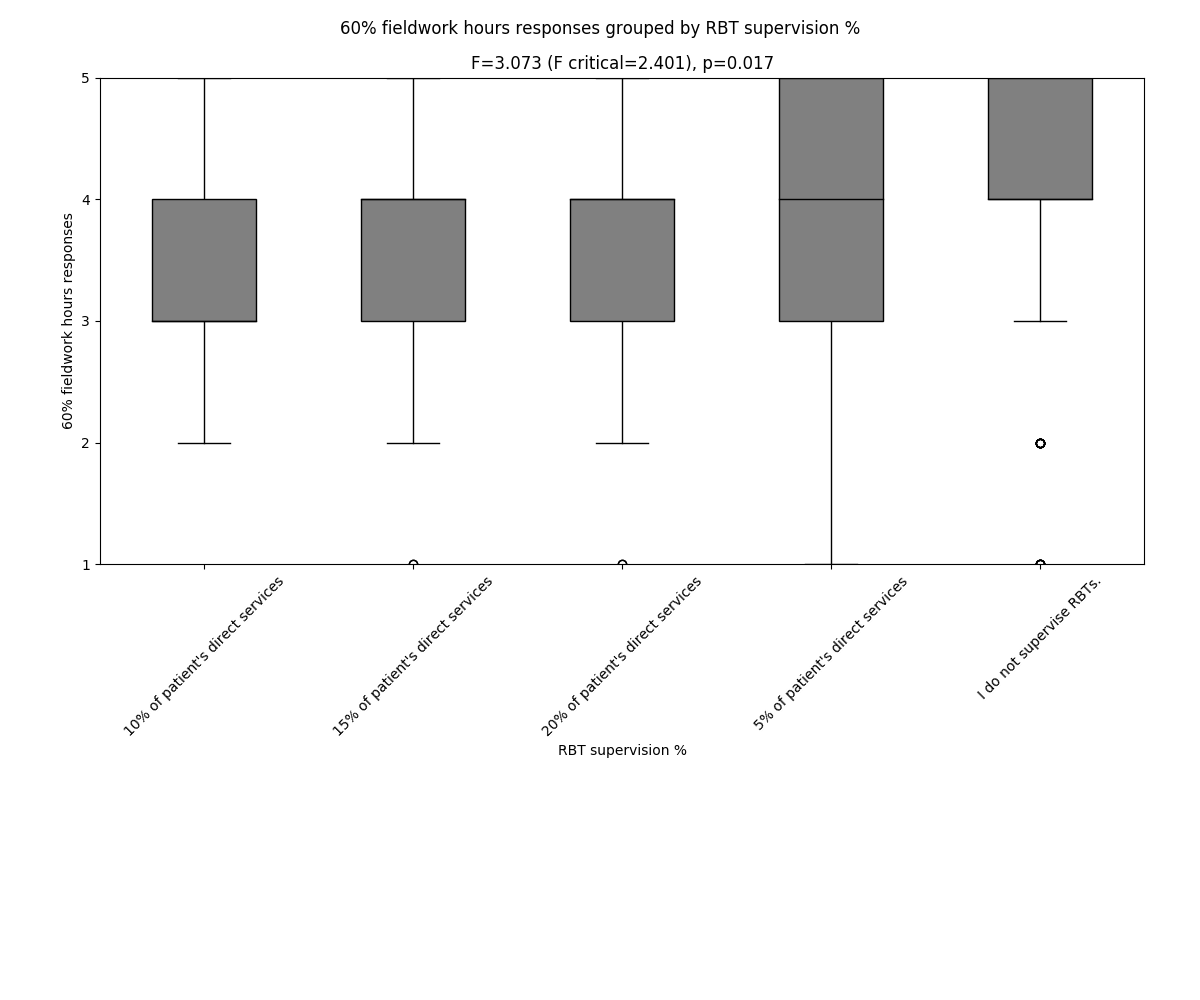 60% fieldwork hours responses grouped by RBT supervision %
F=3.073 (F critical=2.401), p=0.017
60% fieldwork hours responses
5
4
3
2
1
10% of patient's direct services
15% of patient's direct services
20% of patient's direct services
5% of patient's direct services
I do not supervise RBTs.
RBT supervision %